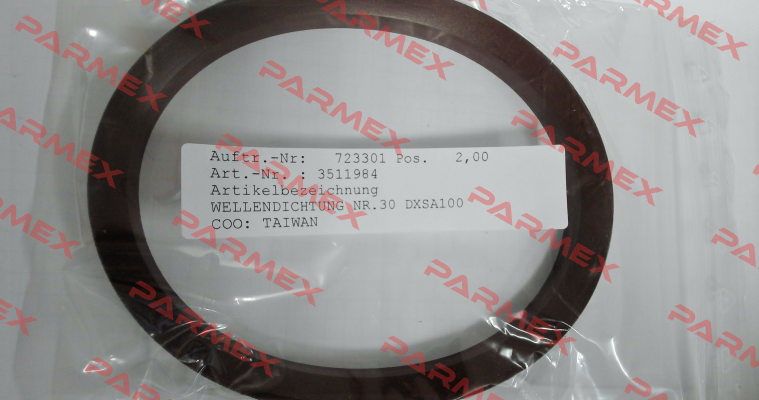 Auftr.-Nr: 723301 Pos. 2,00
Art.-Nr. : 3511984
Artikelbezeichnung
WELLENDICHTUNG NR.30 DXSA100
COO: TAIWAN
PARMEX